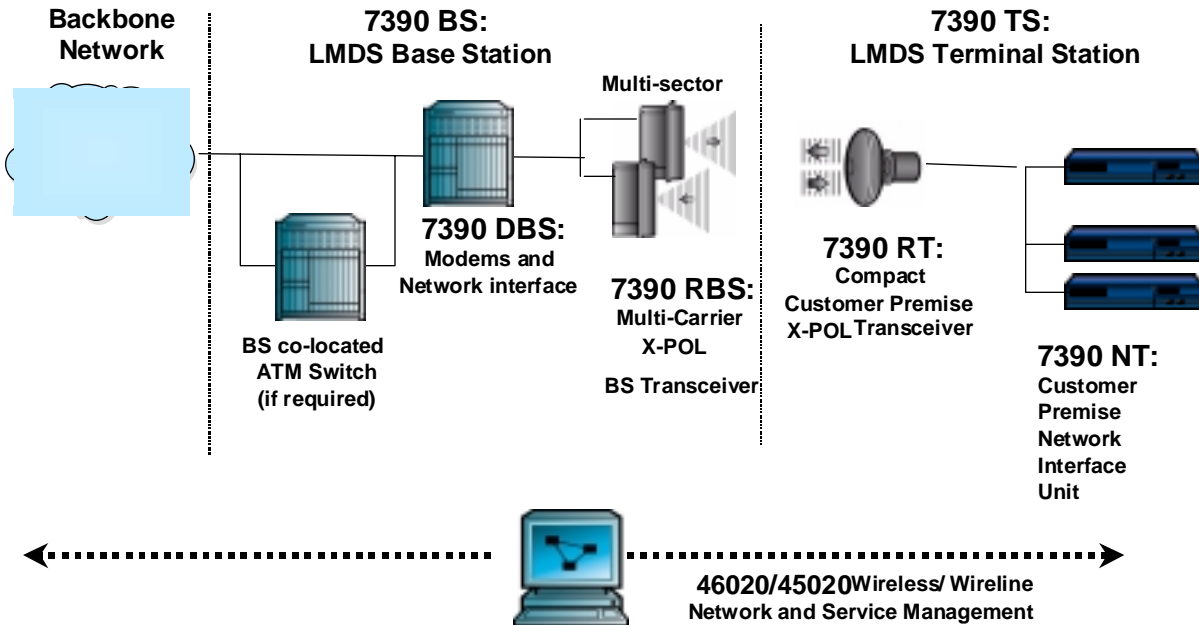 Backbone
Network
7390 BS:
LMDS Base Station
7390 TS:
LMDS Terminal Station
Multi-sector
7390 DBS:
Modems and
Network interface
BS co-located
ATM Switch
(if required)
7390 RBS:
Multi-Carrier
X-POL
BS Transceiver
7390 RT:
Compact
Customer Premise
X-POL Transceiver
7390 NT:
Customer
Premise
Network
Interface
Unit
46020/45020 Wireless/ Wireline
Network and Service Management